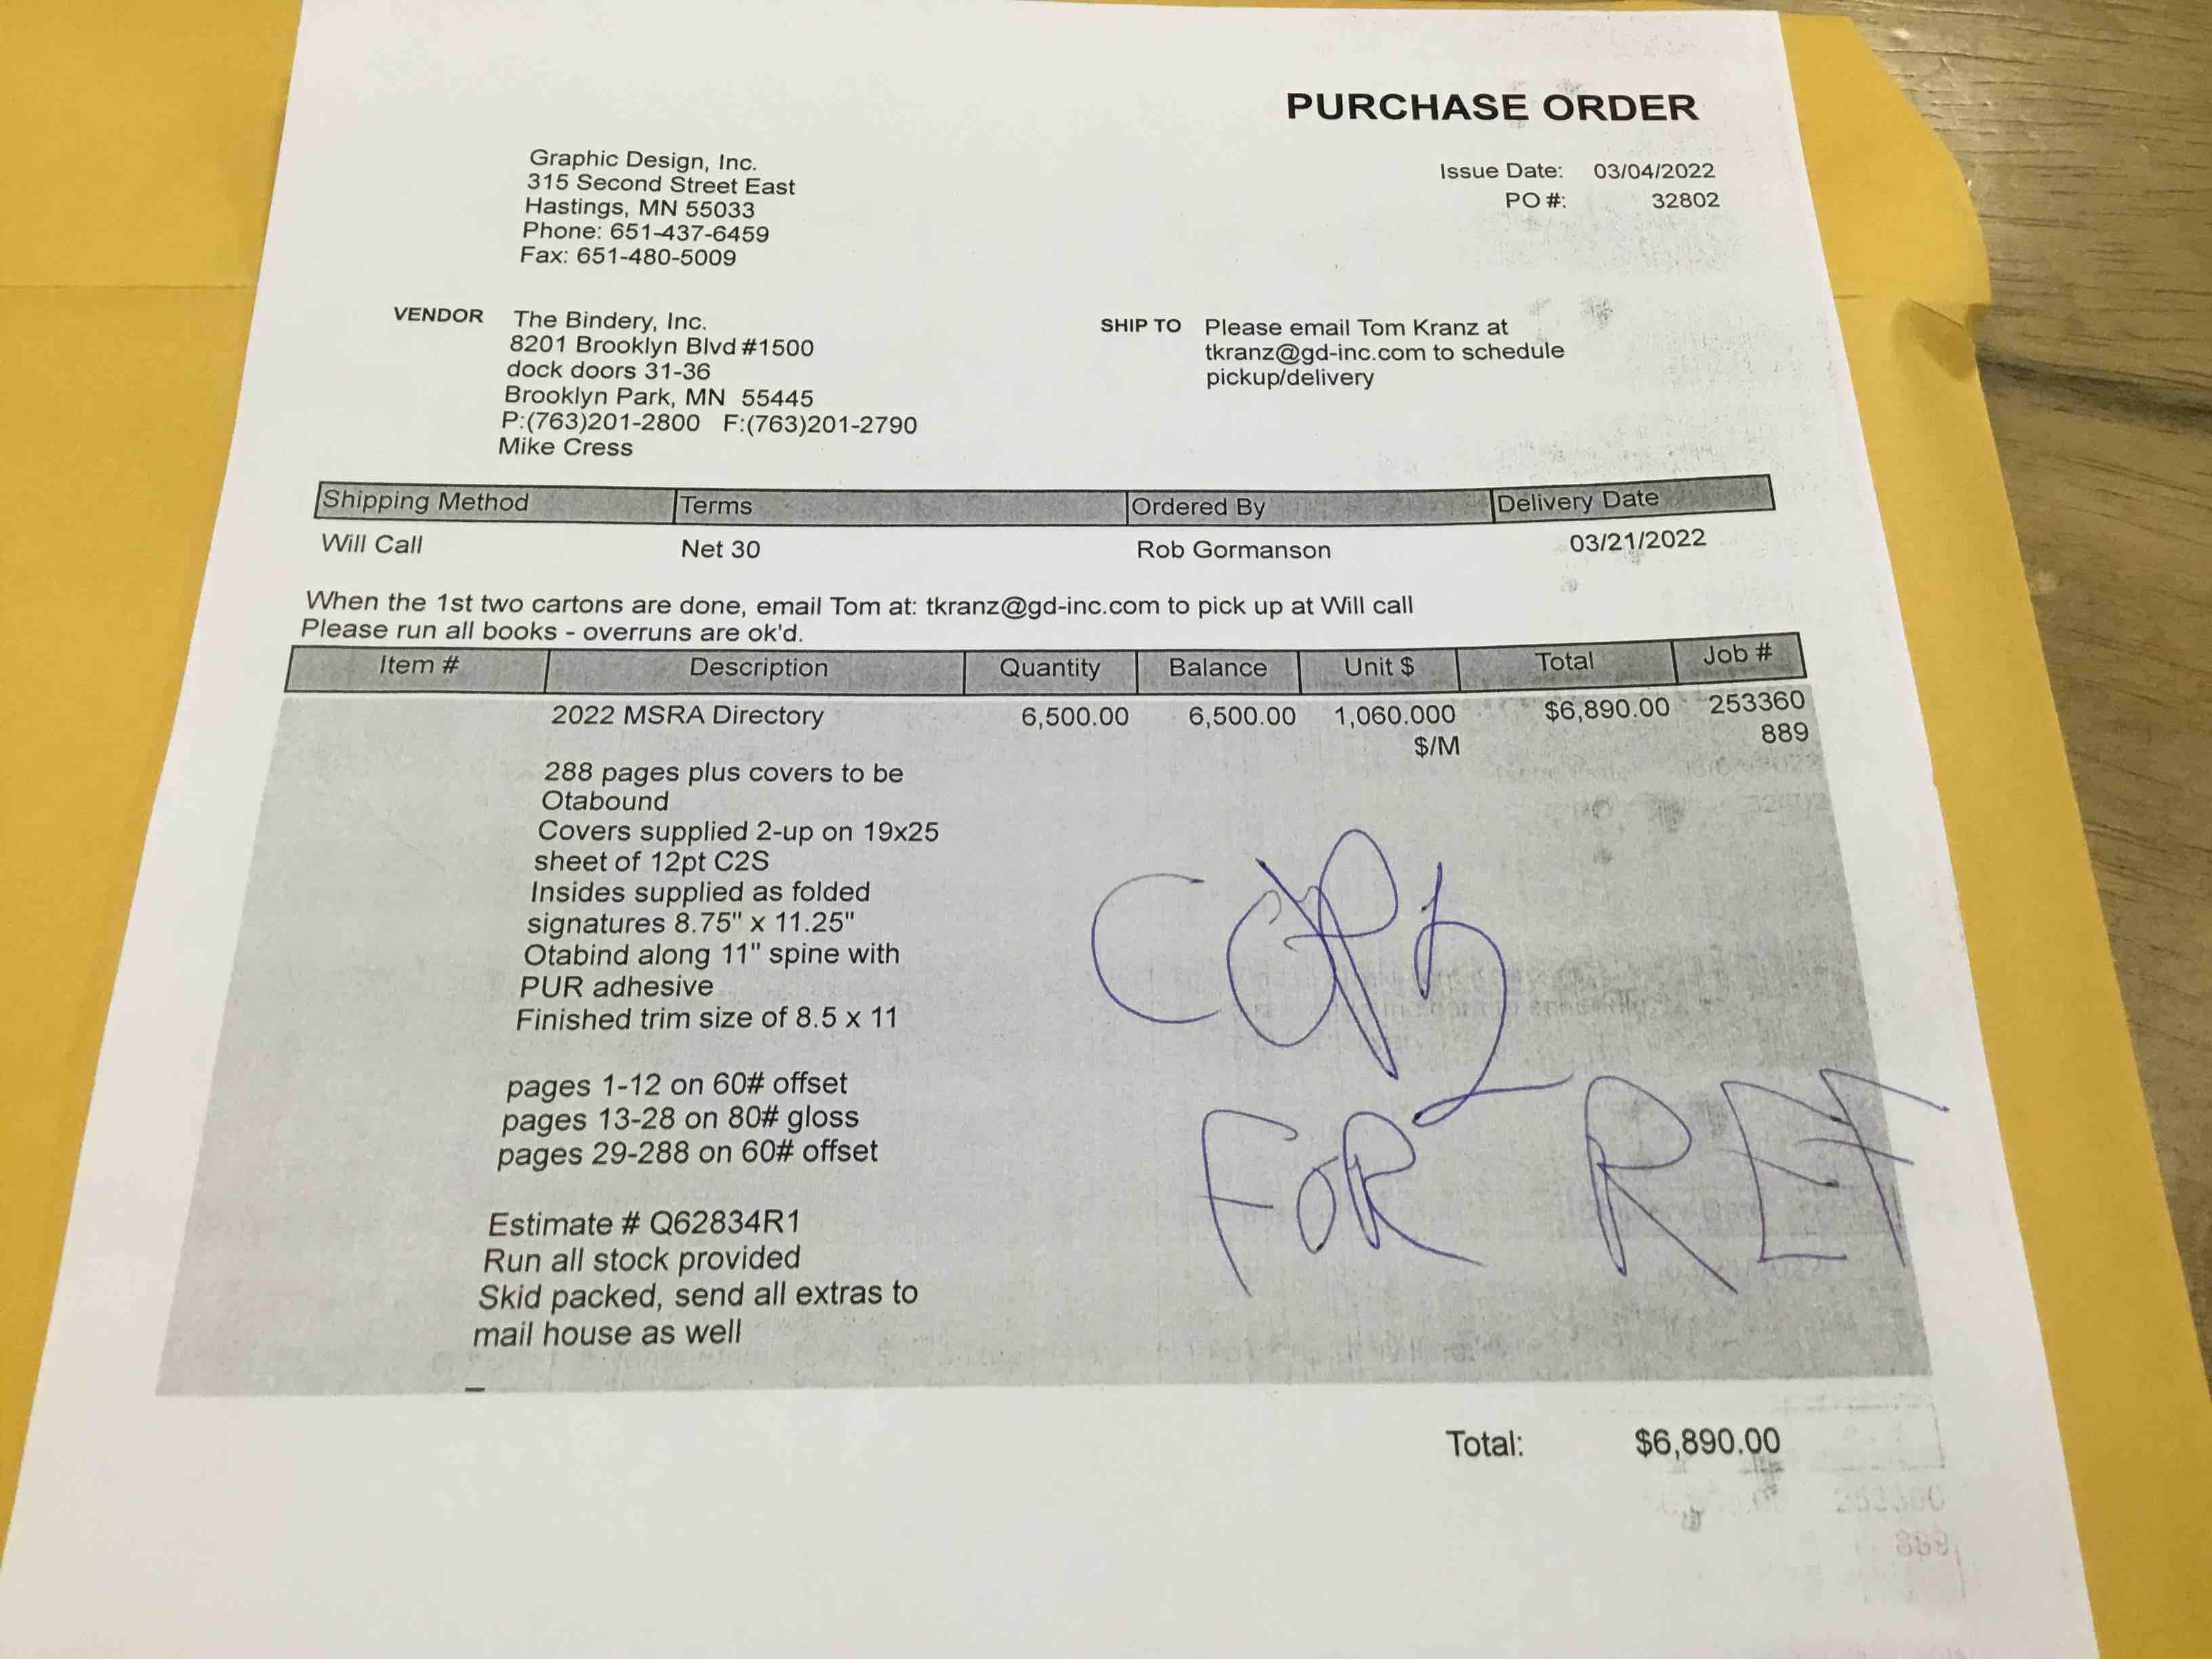 PURCHASE ORDER
Graphic Design, Inc.
315 Second Street East
Hastings, MN 55033
Phone: 651-437-6459
Fax: 651-480-5009
Issue Date: 03/04/2022
PO #: 32802
VENDOR
The Bindery, Inc.
8201 Brooklyn Blvd #1500
dock doors 31-36
Brooklyn Park, MN 55445
P:(763)201-2800 F:(763)201-2790
Mike Cress
SHIP TO
Please email Tom Kranz at
tkranz@gd-inc.com to schedule
pickup/delivery
Shipping Method Terms Ordered By Delivery Date
Will Call Net 30 Rob Gormanson 03/21/2022
When the 1st two cartons are done, email Tom at: tkranz@gd-inc.com to pick up at Will call
Please run all books - overruns are ok'd.
Item # Description Quantity Balance Unit $ Total Job #
2022 MSRA Directory 6,500.00 6,500.00 1,060.000 $6,890.00 253360
$/M 889
288 pages plus covers to be
Otabound
Covers supplied 2-up on 19x25
sheet of 12pt C2S
Insides supplied as folded
signatures 8.75" x 11.25"
Otabind along 11" spine with
PUR adhesive
Finished trim size of 8.5 x 11
pages 1-12 on 60# offset
pages 13-28 on 80# gloss
pages 29-288 on 60# offset
Estimate # Q62834R1
Run all stock provided
Skid packed, send all extras to
mail house as well
COPY
FOR REF
Total: $6,890.00